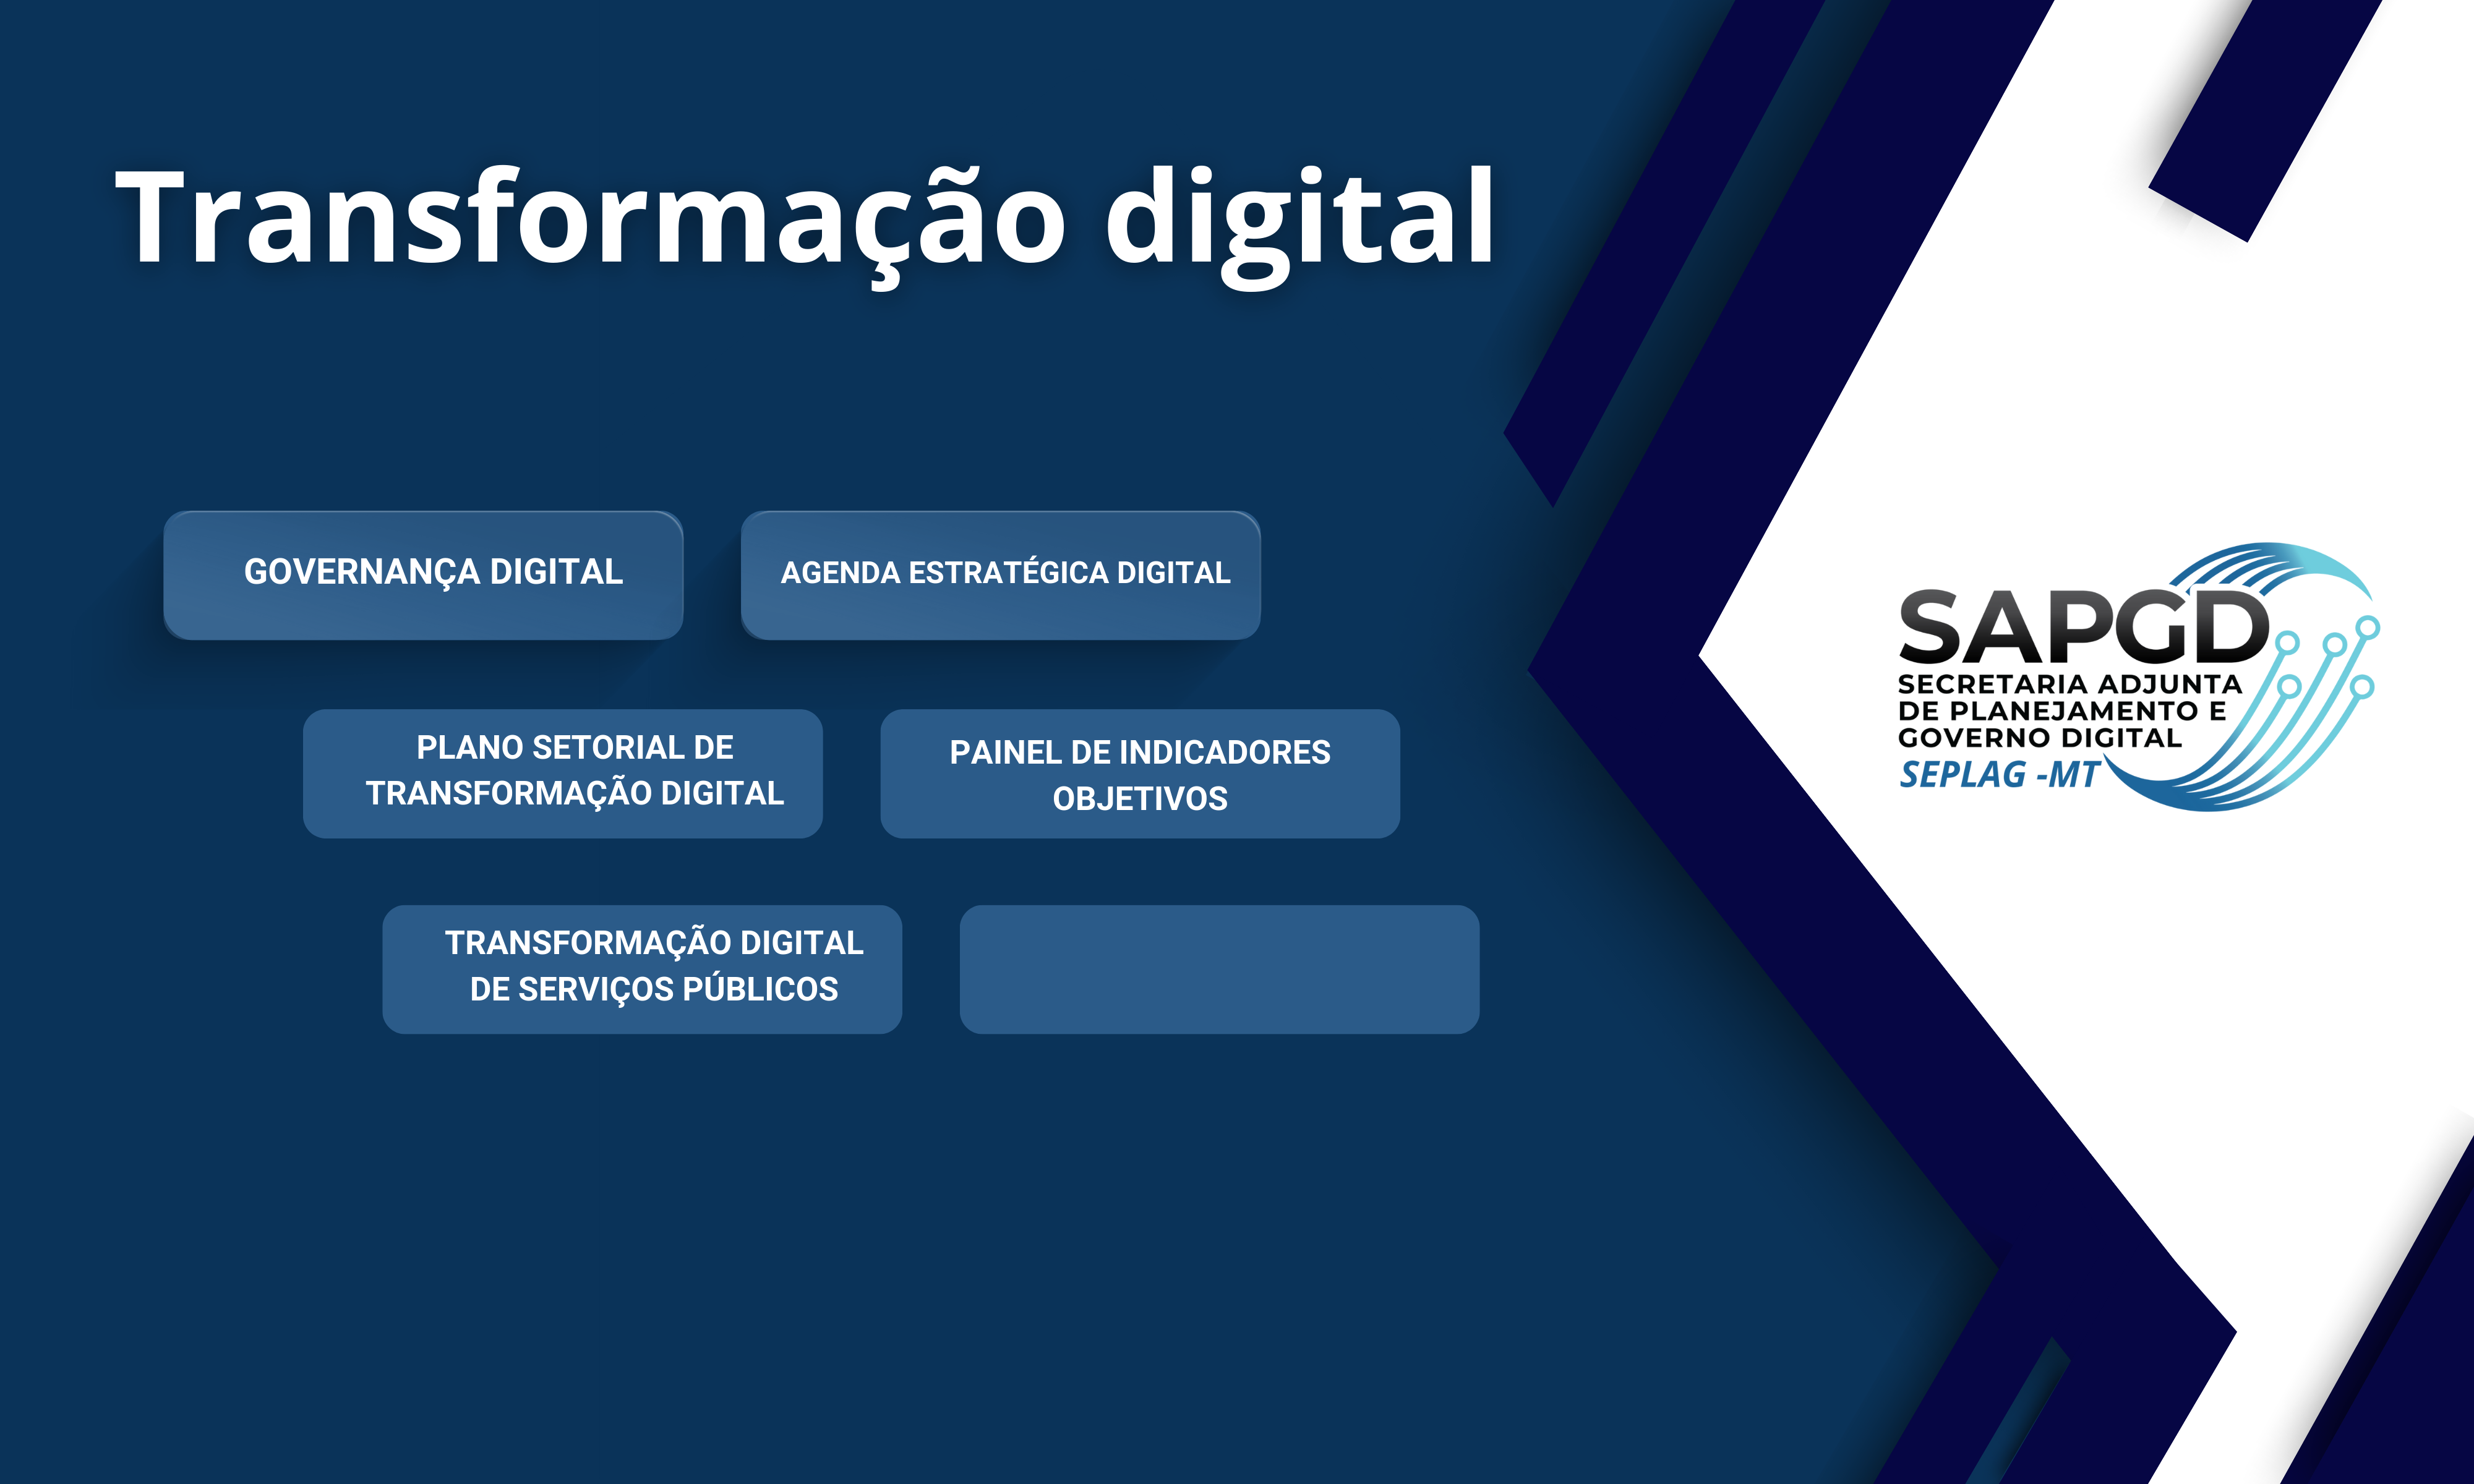 Transformação digital
GOVERNANÇA DIGITAL
AGENDA ESTRATÉGICA DIGITAL
PLANO SETORIAL DE
TRANSFORMAÇÃO DIGITAL
PAINEL DE INDICADORES
OBJETIVOS
TRANSFORMAÇÃO DIGITAL
DE SERVIÇOS PÚBLICOS
SAPGD
SECRETARIA ADJUNTA
DE PLANEJAMENTO E
GOVERNO DIGITAL
SEPLAG -MT